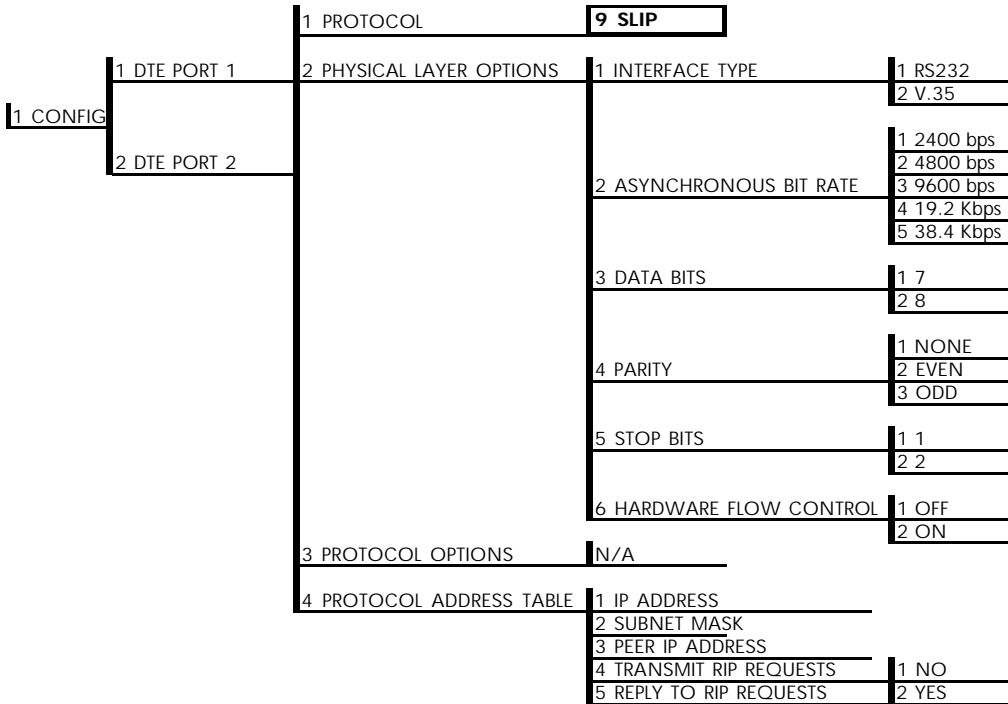 1 PROTOCOL 9 SLIP
1 DTE PORT 1 2 PHYSICAL LAYER OPTIONS 1 INTERFACE TYPE 1 RS232
2 V.35
1 CONFIG
1 2400 bps
2 DTE PORT 2 2 4800 bps
2 ASYNCHRONOUS BIT RATE 3 9600 bps
4 19.2 Kbps
5 38.4 Kbps
3 DATA BITS 1 7
2 8
1 NONE
4 PARITY 2 EVEN
3 ODD
5 STOP BITS 1 1
2 2
6 HARDWARE FLOW CONTROL 1 OFF
2 ON
3 PROTOCOL OPTIONS N/A
4 PROTOCOL ADDRESS TABLE 1 IP ADDRESS
2 SUBNET MASK
3 PEER IP ADDRESS
4 TRANSMIT RIP REQUESTS 1 NO
5 REPLY TO RIP REQUESTS 2 YES